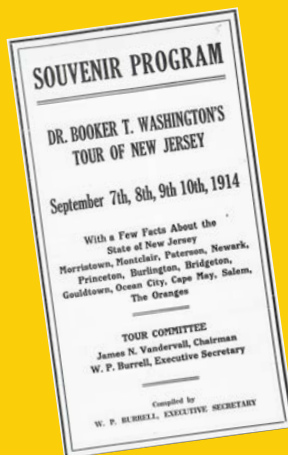 SOUVENIR PROGRAM
DR. BOOKER T. WASHINGTON'S
TOUR OF NEW JERSEY
September 7th, 8th, 9th 10th, 1914
With a Few Facts About the
State of New Jersey
Morristown, Montclair, Paterson, Newark,
Princeton, Burlington, Bridgeton,
Gouldtown, Ocean City, Cape May, Salem,
The Oranges
TOUR COMMITTEE
James N. Vandervall, Chairman
W. P. Burrell, Executive Secretary
Compiled by
W. P. BURRELL, EXECUTIVE SECRETARY